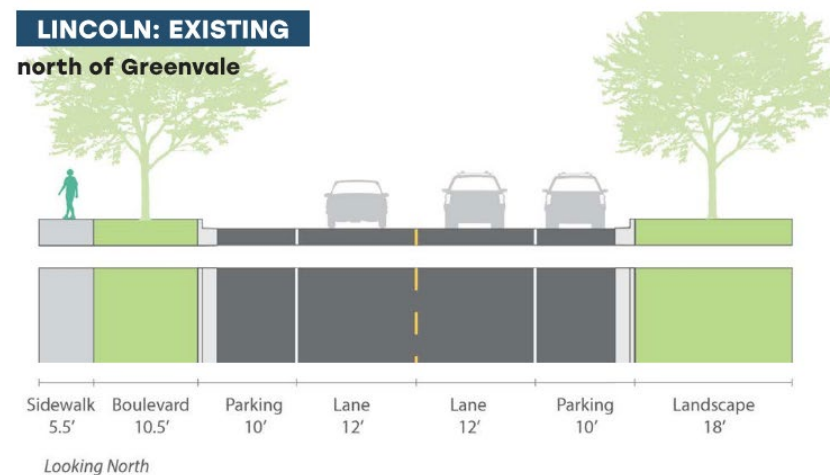 LINCOLN: EXISTING
north of Greenvale
Sidewalk Boulevard Parking Lane Lane Parking Landscape
5.5’ 10.5’ 10’ 12’ 12’ 10’ 18’
Looking North